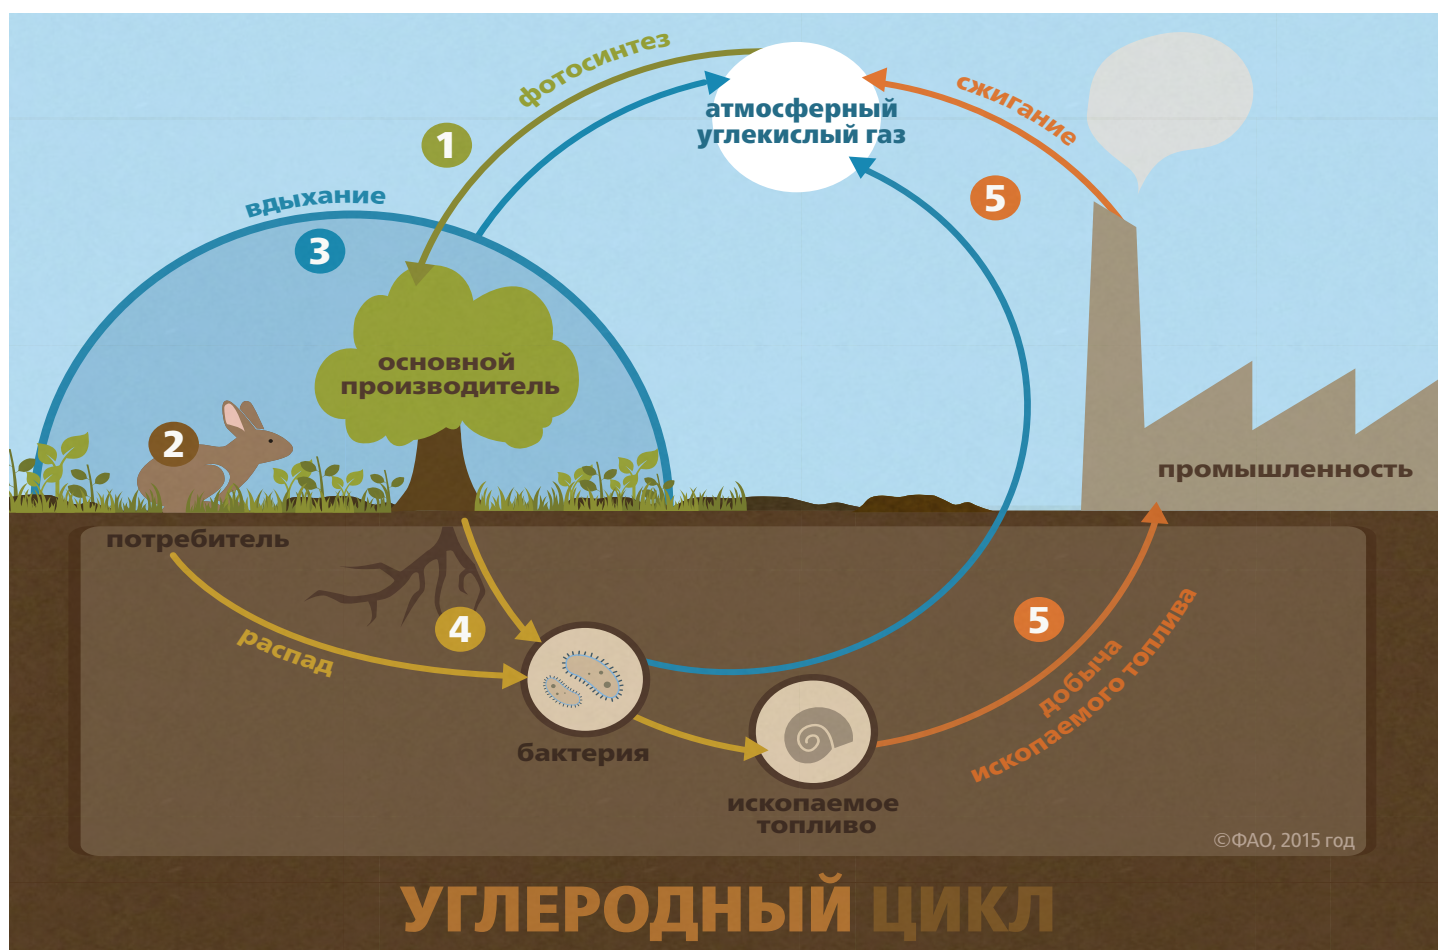 фотосинтез
1
атмосферный
углекислый газ
сжигание
5
вдыхание
3
основной
производитель
2
промышленность
потребитель
распад
4
5
бактерия
добыча
ископаемого топлива
ископаемое
топливо
©ФАО, 2015 год
УГЛЕРОДНЫЙ ЦИКЛ